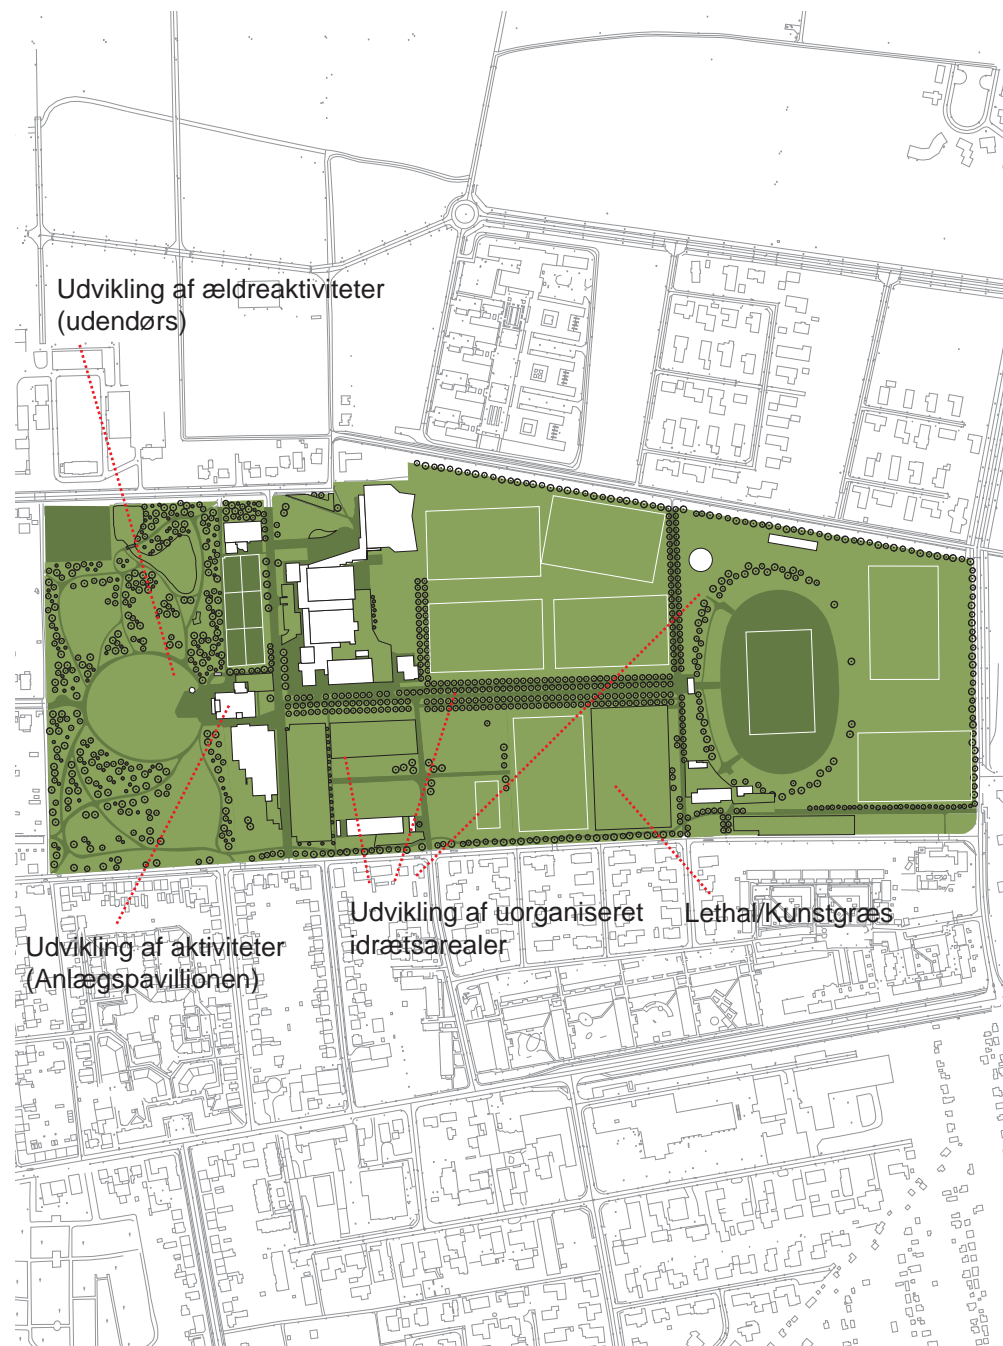 Udvikling af ældreaktiviteter
(udendørs)
Udvikling af uorganiseret
idrætsarealer
Lethal/Kunstgræs
Udvikling af aktiviteter
(Anlægspavillionen)